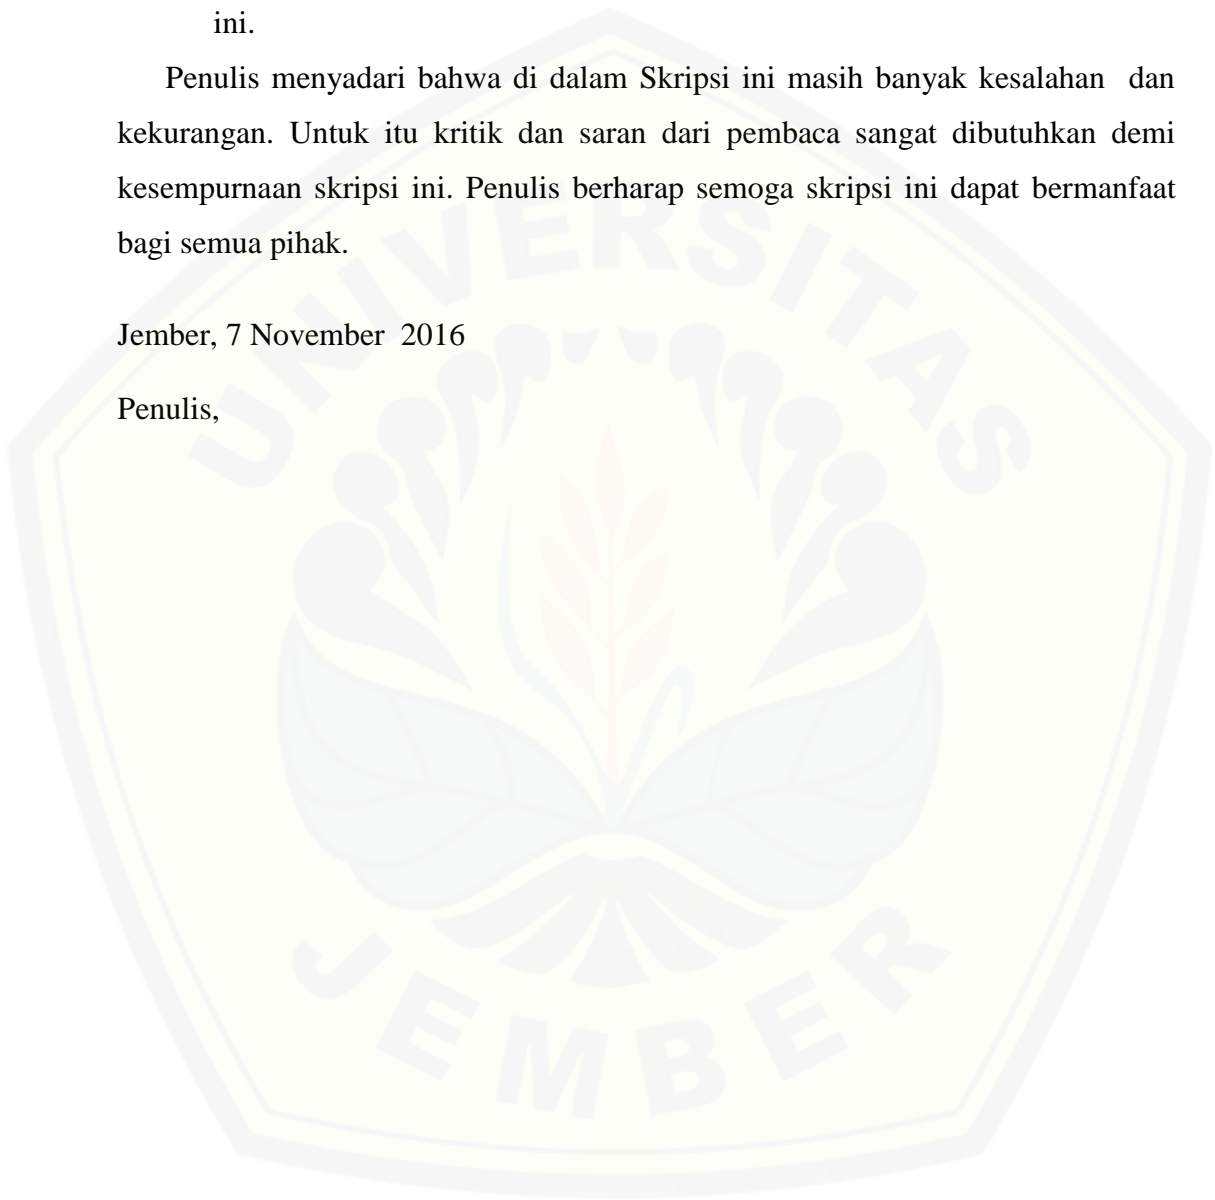 ini.
Penulis menyadari bahwa di dalam Skripsi ini masih banyak kesalahan  dan
kekurangan. Untuk itu kritik dan saran dari pembaca sangat dibutuhkan demi
kesempurnaan skripsi ini. Penulis berharap semoga skripsi ini dapat bermanfaat
bagi semua pihak.
Jember, 7 November  2016
Penulis,
UNIVERSITAS
JEMBER